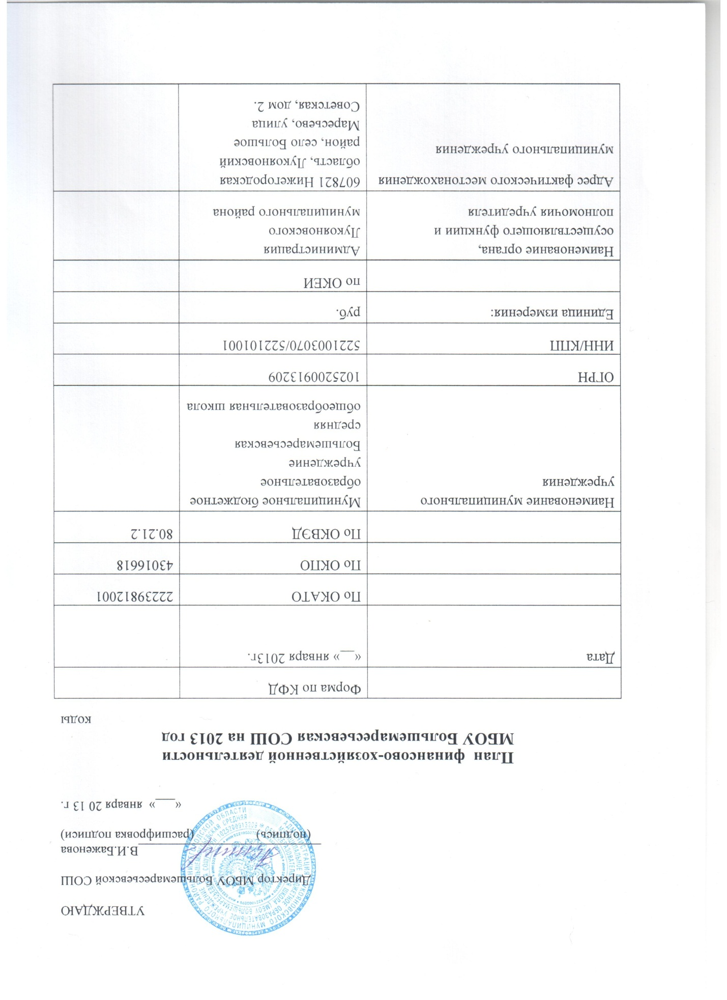 УТВЕРЖДАЮ
Директор МБОУ Большемаресьевской СОШ
В.И.Баженова
(подпись) (расшифровка подписи)
«___» января 20 13 г.
План финансово-хозяйственной деятельности
МБОУ Большемаресьевская СОШ на 2013 год
коды
Форма по КФД
Дата «__» января 2013г.
По ОКАТО 22239812001
По ОКПО 43016618
По ОКВЭД 80.21.2
Наименование муниципального
учреждения
Муниципальное бюджетное
образовательное
учреждение
Большемаресьевская
средняя
общеобразовательная школа
ОГРН 1025200913209
ИНН/КПП 5221003070/522101001
Единица измерения: руб.
по ОКЕИ
Наименование органа,
осуществляющего функции и
полномочия учредителя
Администрация
Лукояновского
муниципального района
Адрес фактического местонахождения
муниципального учреждения
607821 Нижегородская
область, Лукояновский
район, село Большое
Маресьево, улица
Советская, дом 2.